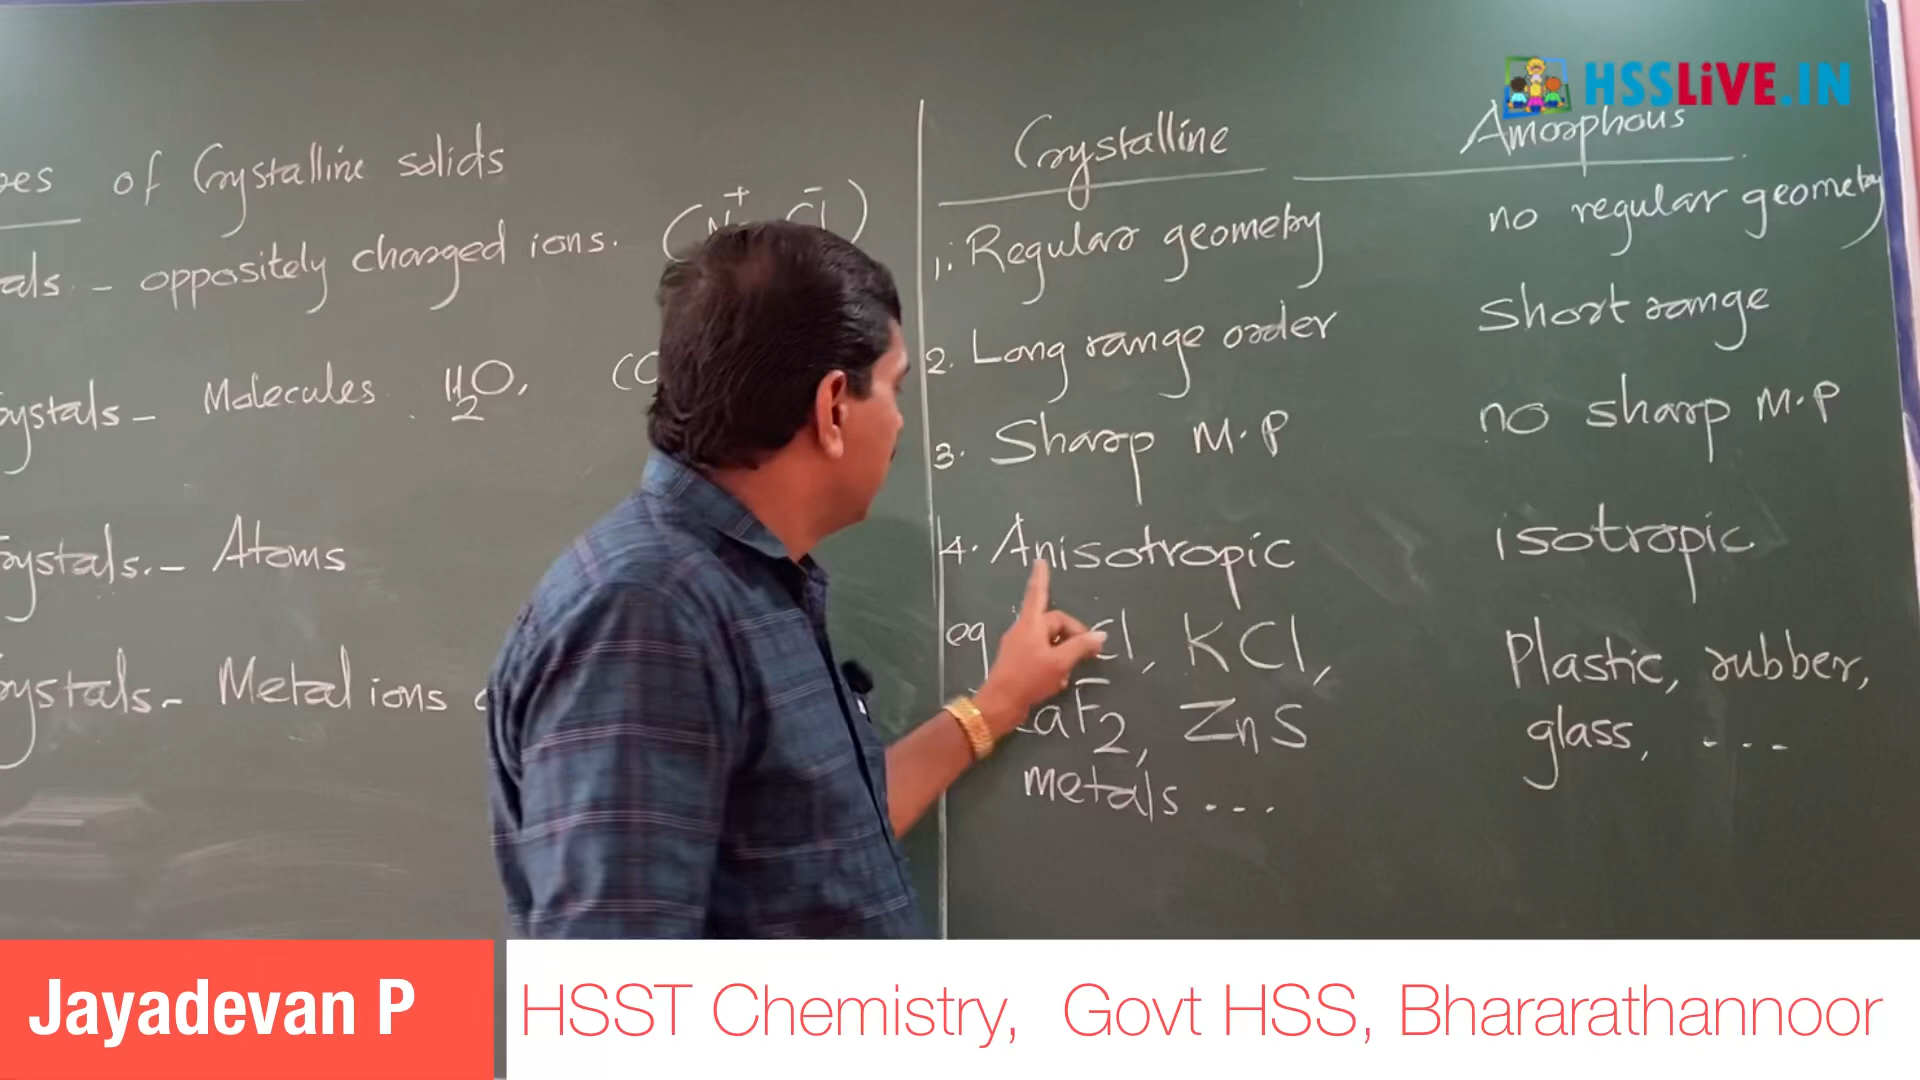 of Crystalline solids
- oppositely charged ions. (
- Molecules. H2O,
- Atoms
- Metal ions
Crystalline
1. Regular geometry
2. Long range order
3. Sharp M.P
4. Anisotropic
eg KCl,
ZnS
metals ...
HSSLiVE.IN
Amorphous
no regular geometry
Short range
no sharp M.P
isotropic
Plastic, rubber,
glass, ...
Jayadevan P
HSST Chemistry, Govt HSS, Bhararathannoor